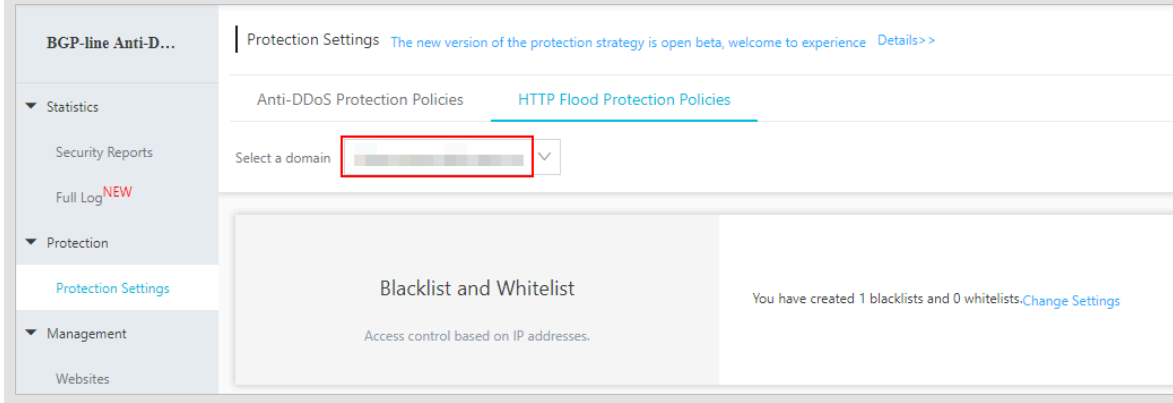 BGP-line Anti-D...
Statistics
Security Reports
Full Log NEW
Protection
Protection Settings
Management
Websites
Protection Settings The new version of the protection strategy is open beta, welcome to experience Details>>
Anti-DDoS Protection Policies HTTP Flood Protection Policies
Select a domain
Blacklist and Whitelist
Access control based on IP addresses.
You have created 1 blacklists and 0 whitelists.Change Settings